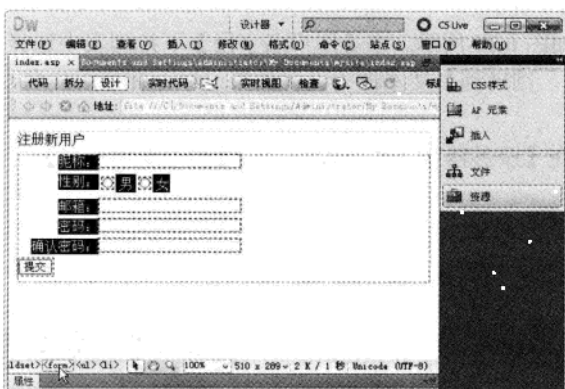 Dw 设计器 CS Live
文件(F) 编辑(E) 查看(V) 插入(I) 修改(M) 格式(O) 命令(C) 站点(S) 窗口(W) 帮助(H)
index.asp
代码 拆分 设计 实时代码 实时视图 检查
地址:
CSS样式
AP 元素
插入
文件
资源
注册新用户
昵称:
性别: 男 女
邮箱:
密码:
确认密码:
提交
ldset> <form> <ul> <li> 100% 510 x 289 2 K / 1 秒 Unicode (UTF-8)
属性